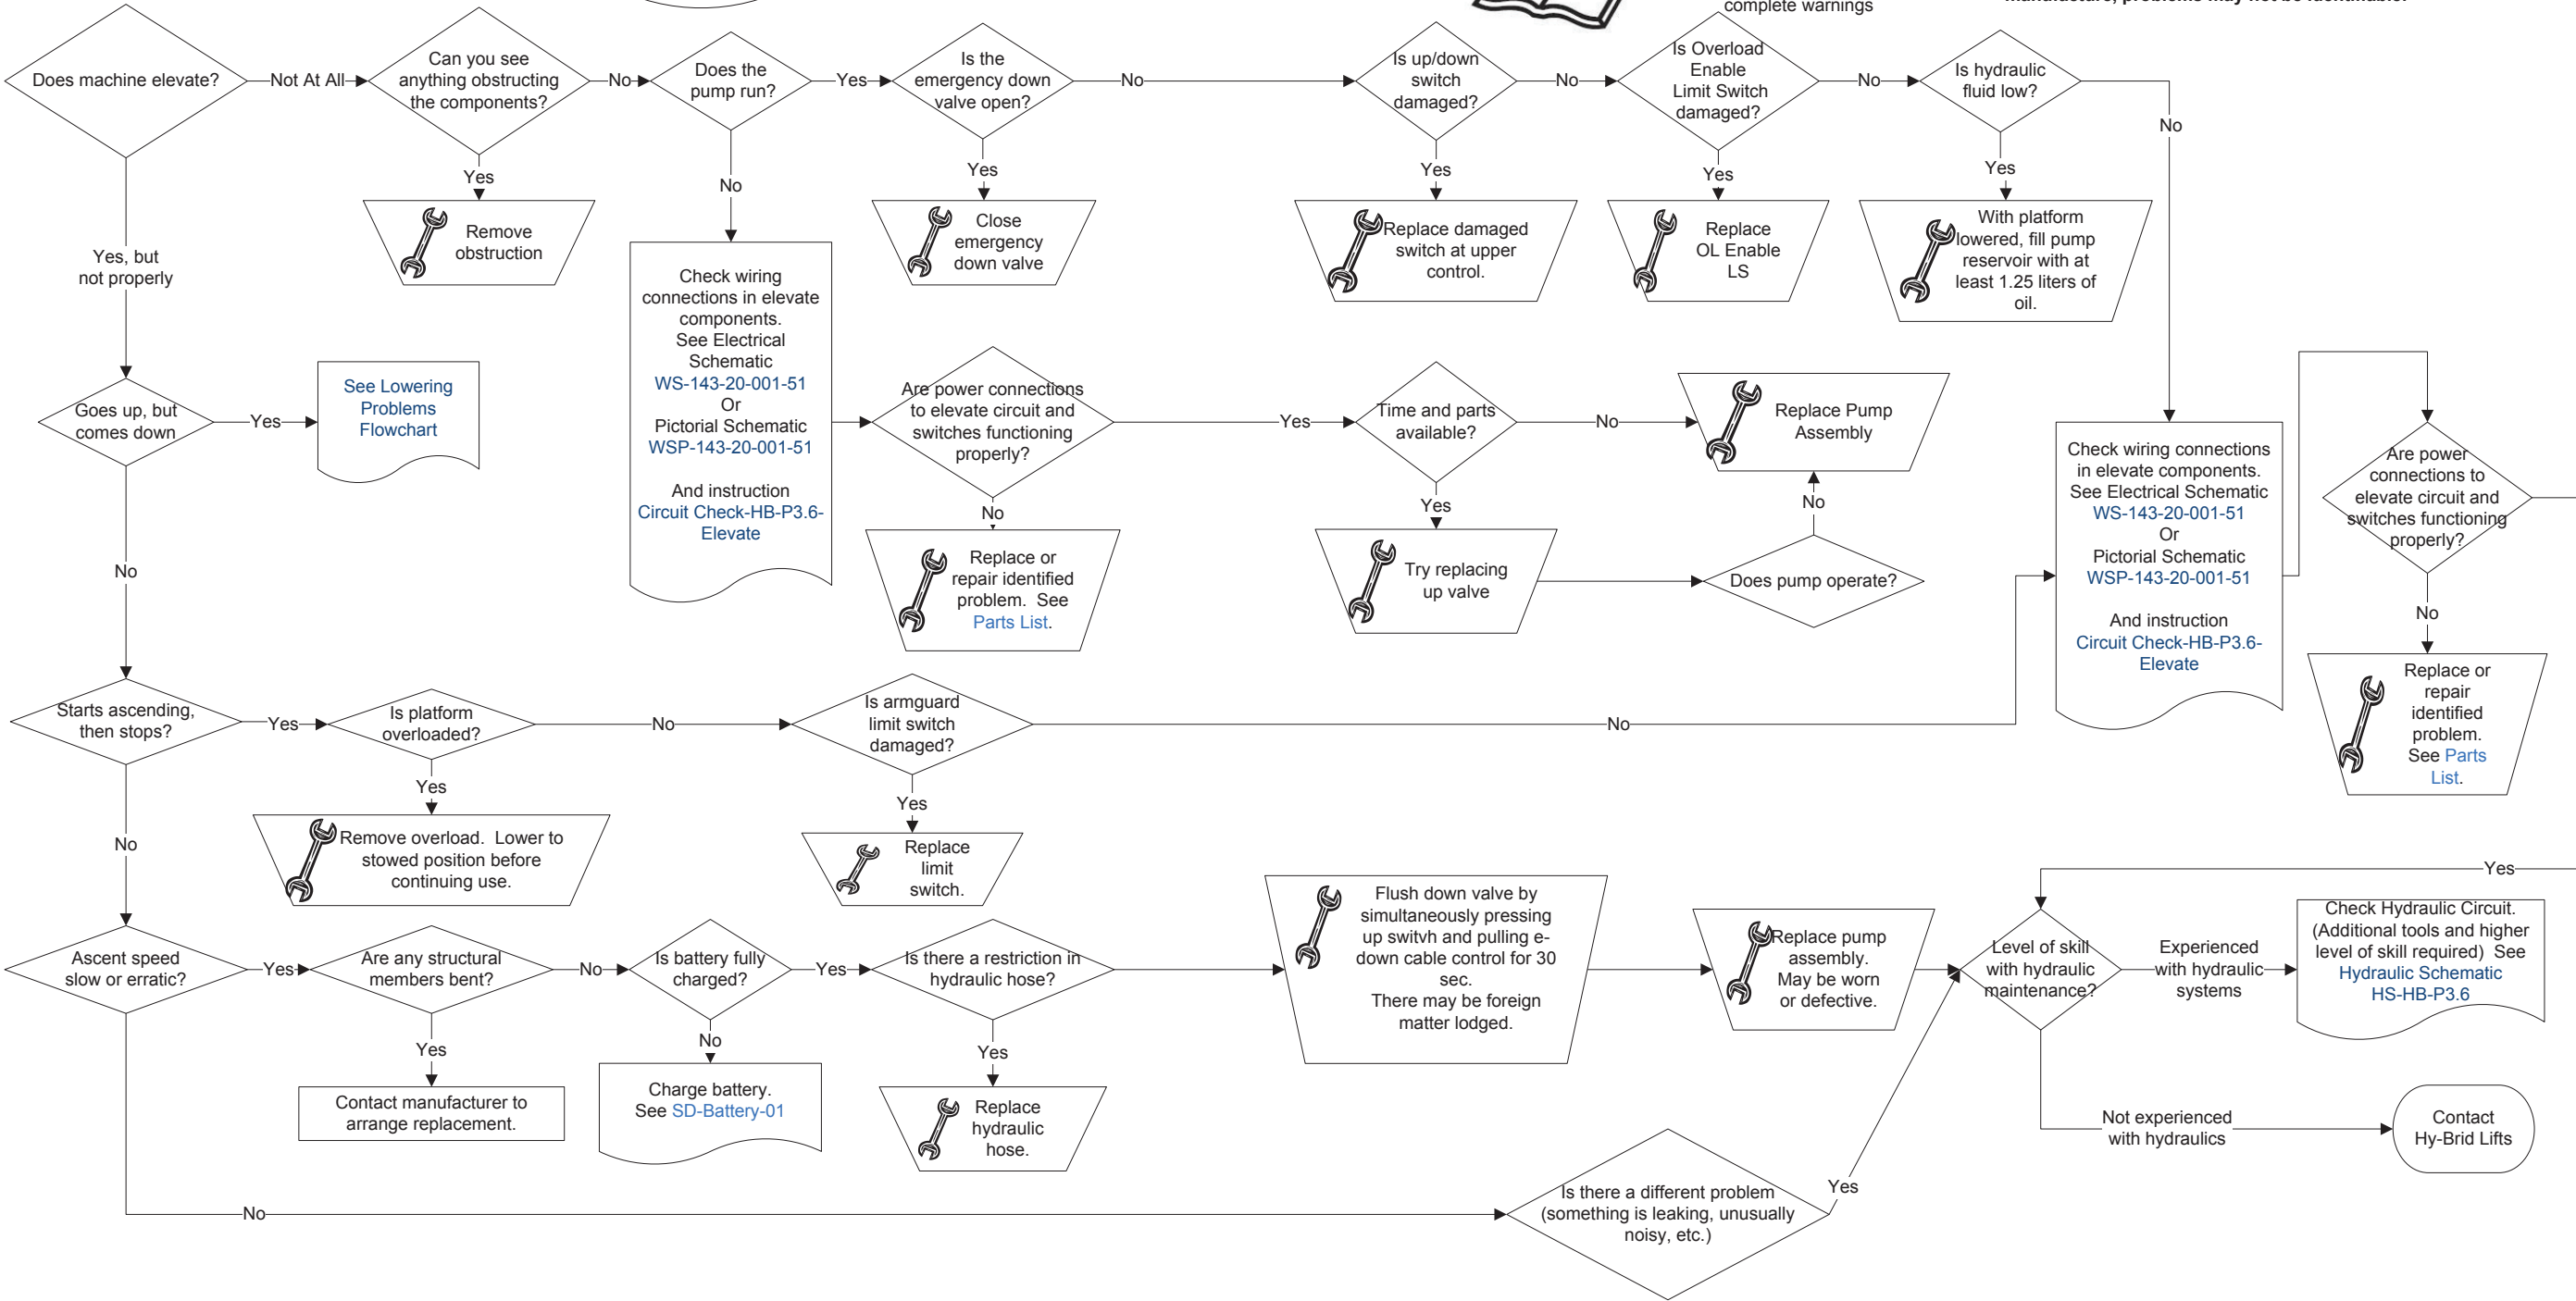 complete warnings
Does machine elevate?
Not At All
Can you see
anything obstructing
the components?
No
Does the
pump run?
Yes
Is the
emergency down
valve open?
No
Is up/down
switch
damaged?
No
Is Overload
Enable
Limit Switch
damaged?
No
Is hydraulic
fluid low?
No
Yes
Remove
obstruction
No
Yes
Close
emergency
down valve
Yes
Replace damaged
switch at upper
control.
Yes
Replace
OL Enable
LS
Yes
With platform
lowered, fill pump
reservoir with at
least 1.25 liters of
oil.
Yes, but
not properly
Check wiring
connections in elevate
components.
See Electrical
Schematic
WS-143-20-001-51
Or
Pictorial Schematic
WSP-143-20-001-51
And instruction
Circuit Check-HB-P3.6-
Elevate
Goes up, but
comes down
Yes
See Lowering
Problems
Flowchart
Are power connections
to elevate circuit and
switches functioning
properly?
Yes
Time and parts
available?
No
Replace Pump
Assembly
No
Replace or
repair identified
problem. See
Parts List.
Yes
Try replacing
up valve
Does pump operate?
No
Check wiring connections
in elevate components.
See Electrical Schematic
WS-143-20-001-51
Or
Pictorial Schematic
WSP-143-20-001-51
And instruction
Circuit Check-HB-P3.6-
Elevate
Are power
connections to
elevate circuit and
switches functioning
properly?
No
Replace or
repair
identified
problem.
See Parts
List.
No
Starts ascending,
then stops?
Yes
Is platform
overloaded?
No
Is armguard
limit switch
damaged?
No
Yes
Remove overload. Lower to
stowed position before
continuing use.
Yes
Replace
limit
switch.
No
Ascent speed
slow or erratic?
Yes
Are any structural
members bent?
No
Is battery fully
charged?
Yes
Is there a restriction in
hydraulic hose?
Flush down valve by
simultaneously pressing
up switvh and pulling e-
down cable control for 30
sec.
There may be foreign
matter lodged.
Replace pump
assembly.
May be worn
or defective.
Yes
Level of skill
with hydraulic
maintenance?
Experienced
with hydraulic
systems
Check Hydraulic Circuit.
(Additional tools and higher
level of skill required) See
Hydraulic Schematic
HS-HB-P3.6
Yes
Contact manufacturer to
arrange replacement.
No
Charge battery.
See SD-Battery-01
Yes
Replace
hydraulic
hose.
Not experienced
with hydraulics
Contact
Hy-Brid Lifts
No
Is there a different problem
(something is leaking, unusually
noisy, etc.)
Yes